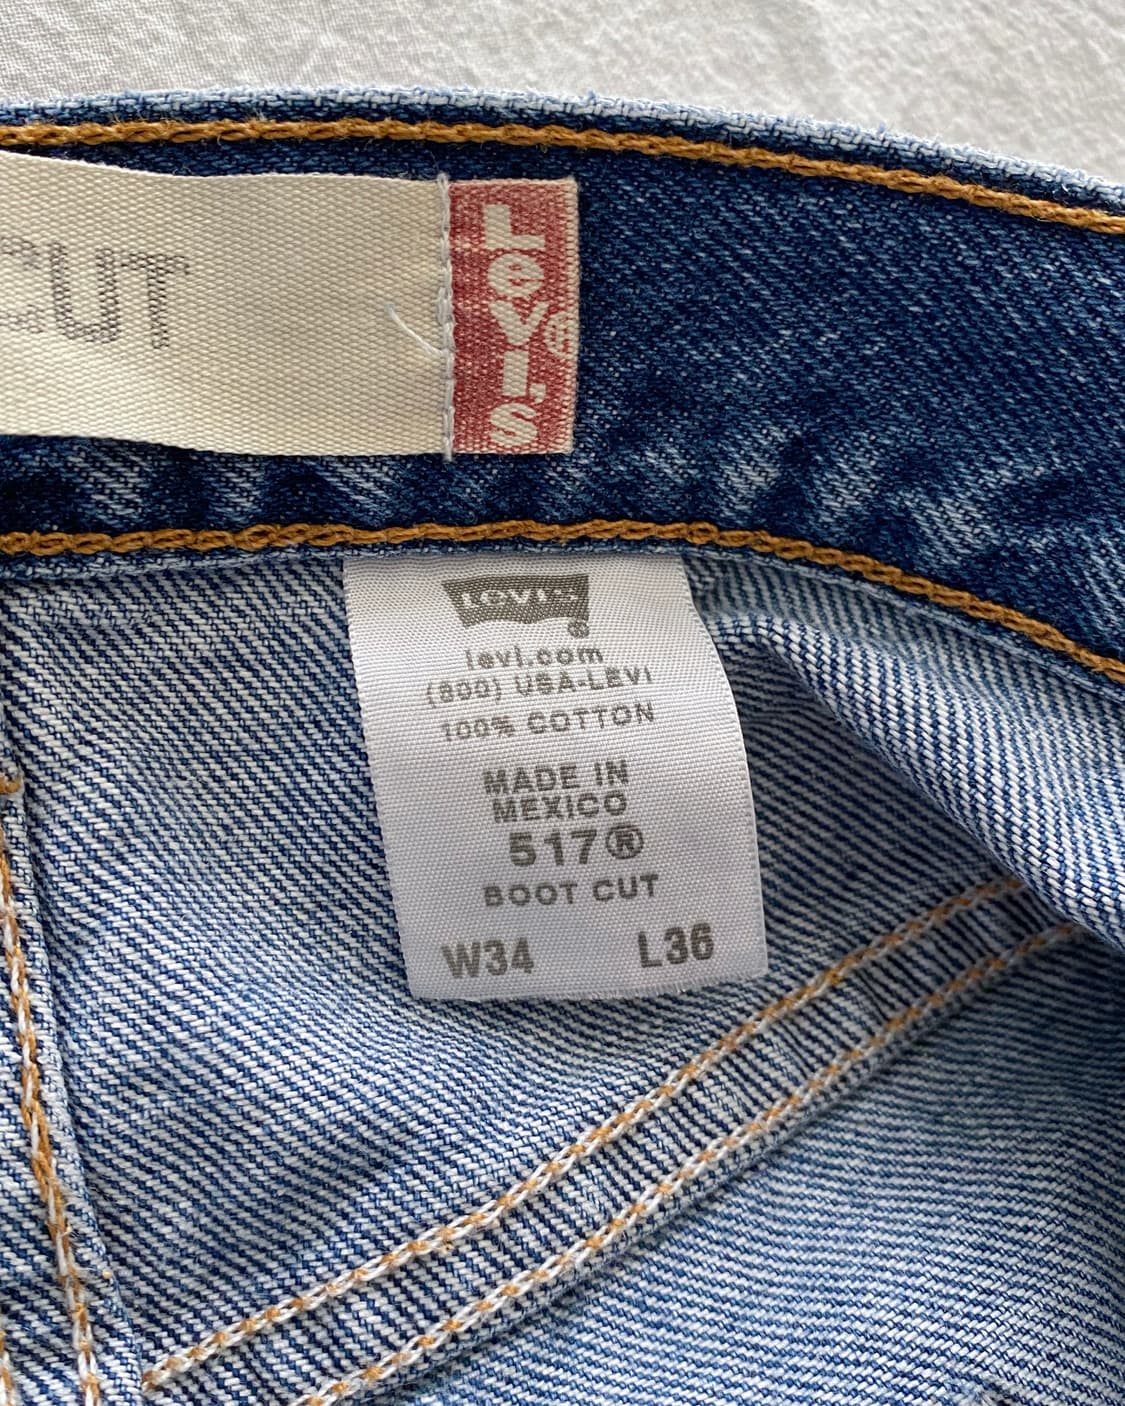 CUT
Levi's®
Levi's
®
levi.com
(800) USA-LEVI
100% COTTON
MADE IN
MEXICO
517®
BOOT CUT
W34 L36